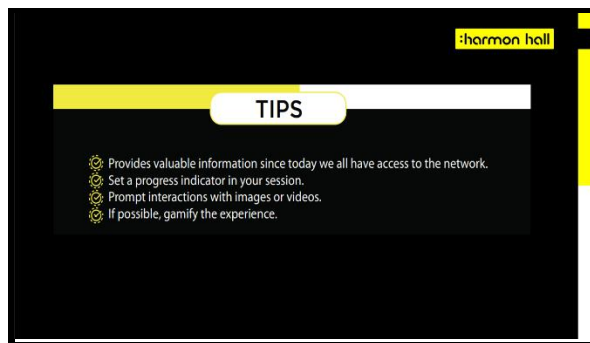 :harmon hall
TIPS
Provides valuable information since today we all have access to the network.
Set a progress indicator in your session.
Prompt interactions with images or videos.
If possible, gamify the experience.